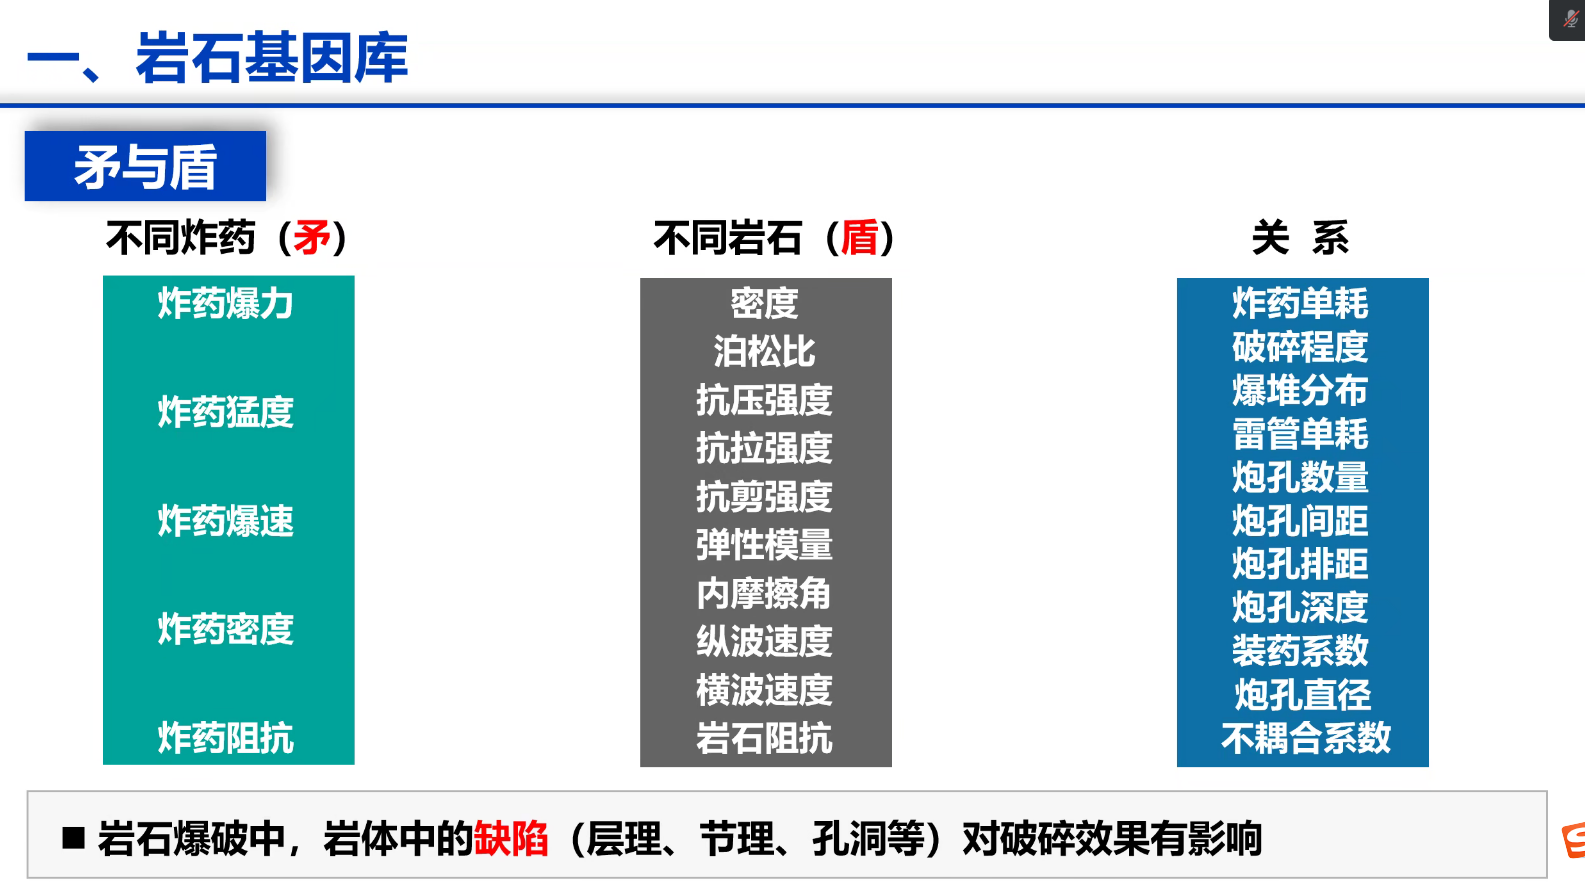 一、岩石基因库
矛与盾
不同炸药（矛）
炸药爆力
炸药猛度
炸药爆速
炸药密度
炸药阻抗
不同岩石（盾）
密度
泊松比
抗压强度
抗拉强度
抗剪强度
弹性模量
内摩擦角
纵波速度
横波速度
岩石阻抗
关 系
炸药单耗
破碎程度
爆堆分布
雷管单耗
炮孔数量
炮孔间距
炮孔排距
炮孔深度
装药系数
炮孔直径
不耦合系数
■ 岩石爆破中，岩体中的缺陷（层理、节理、孔洞等）对破碎效果有影响